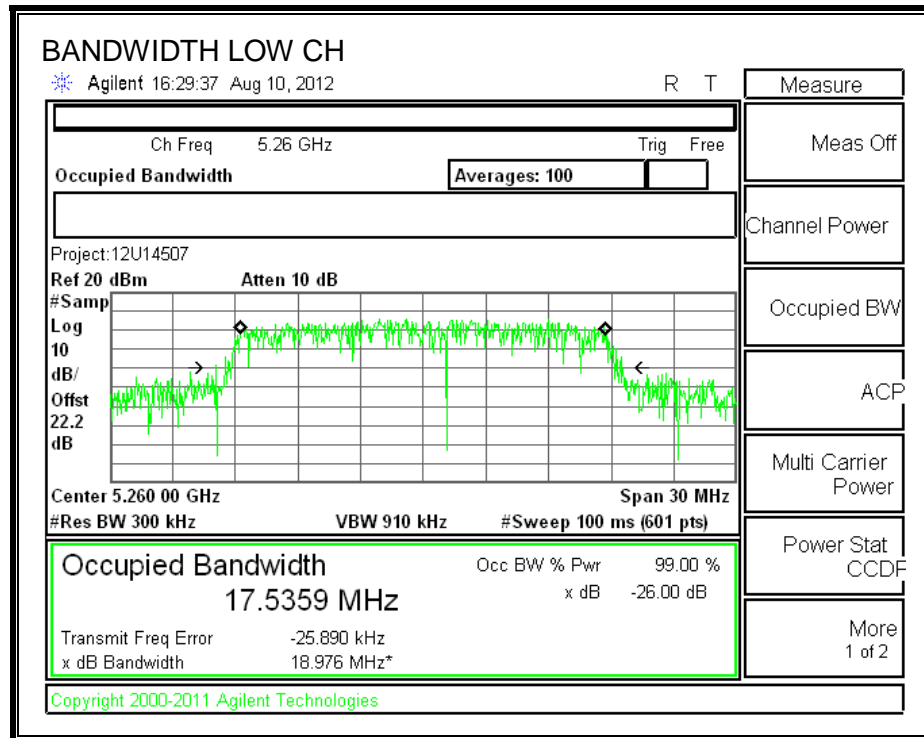 BANDWIDTH LOW CH
Agilent 16:29:37 Aug 10, 2012 R T
Measure
Ch Freq 5.26 GHz Trig Free
Occupied Bandwidth Averages: 100
Project:12U14507
Ref 20 dBm Atten 10 dB
#Samp
Log
10
dB/
Offst
22.2
dB
Center 5.260 00 GHz Span 30 MHz
#Res BW 300 kHz VBW 910 kHz #Sweep 100 ms (601 pts)
Occupied Bandwidth
17.5359 MHz
Occ BW % Pwr 99.00 %
x dB -26.00 dB
Transmit Freq Error -25.890 kHz
x dB Bandwidth 18.976 MHz*
Copyright 2000-2011 Agilent Technologies
Meas Off
Channel Power
Occupied BW
ACP
Multi Carrier
Power
Power Stat
CCDF
More
1 of 2